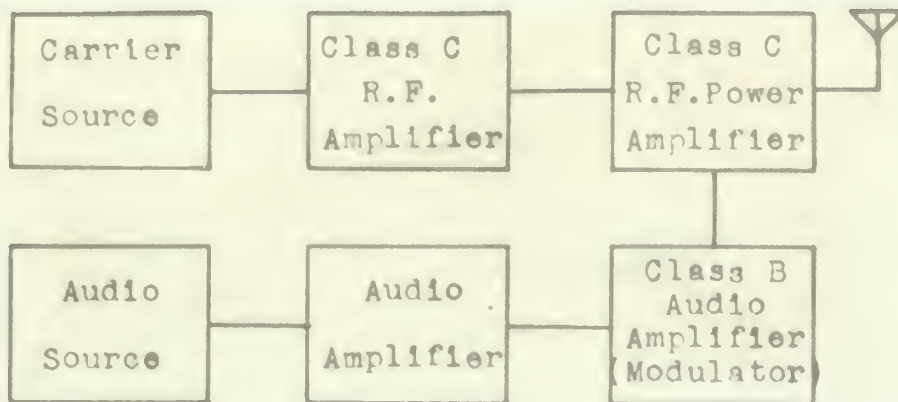 Carrier
Source
Class C
R.F.
Amplifier
Class C
R.F.Power
Amplifier
Audio
Source
Audio
Amplifier
Class B
Audio
Amplifier
(Modulator)